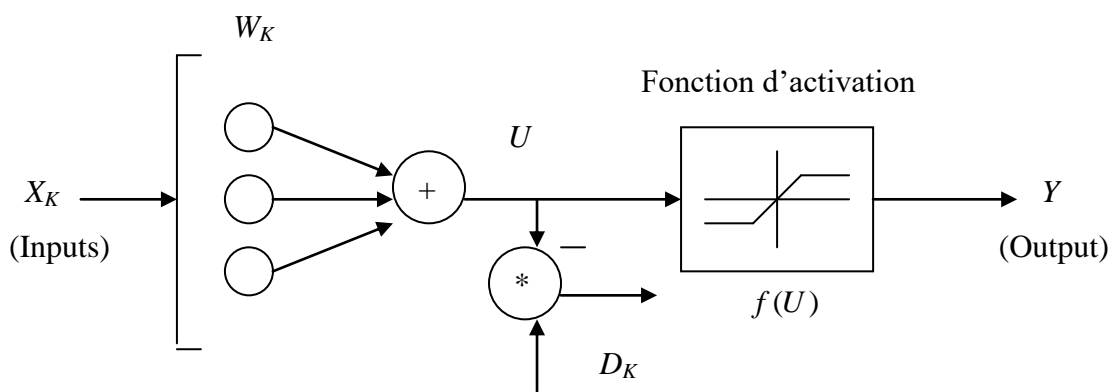 W_K
Fonction d’activation
U
X_K
+
Y
(Inputs)
(Output)
*
f(U)
D_K